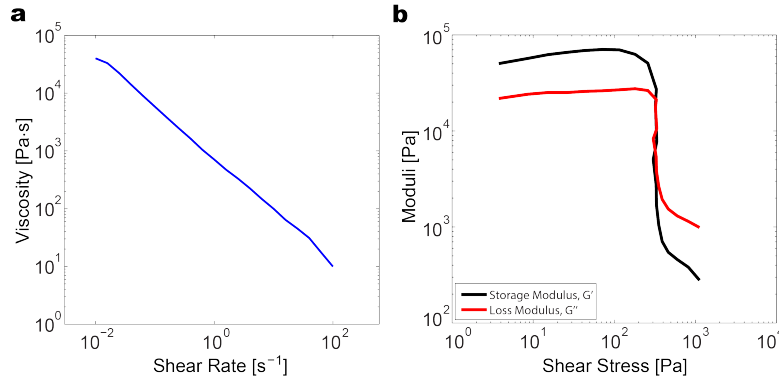 a
10^5
10^4
10^3
10^2
10^1
10^0
Viscosity [Pa·s]
10^−2
10^0
10^2
Shear Rate [s^−1]
b
10^5
10^4
10^3
10^2
Moduli [Pa]
Storage Modulus, G′
Loss Modulus, G″
10^0
10^1
10^2
10^3
10
Shear Stress [Pa]